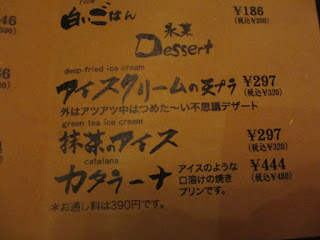 rice
白いごはん ¥186
(税込¥200)
氷菓
Dessert
deep-fried ice cream
アイスクリームの天プラ ¥297
(税込¥320)
外はアツアツ中はつめた〜い不思議デザート
green tea ice cream
抹茶のアイス ¥297
(税込¥320)
catalana
カタラーナ アイスのような ¥444
口溶けの焼き (税込¥480)
プリンです。
＊お通し料は390円です。